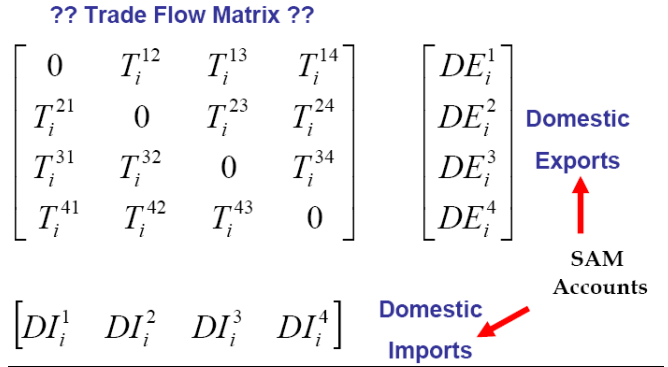 ?? Trade Flow Matrix ??
0 T_i^{12} T_i^{13} T_i^{14} DE_i^1
T_i^{21} 0 T_i^{23} T_i^{24} DE_i^2 Domestic
T_i^{31} T_i^{32} 0 T_i^{34} DE_i^3 Exports
T_i^{41} T_i^{42} T_i^{43} 0 DE_i^4
SAM
Accounts
DI_i^1 DI_i^2 DI_i^3 DI_i^4
Domestic
Imports